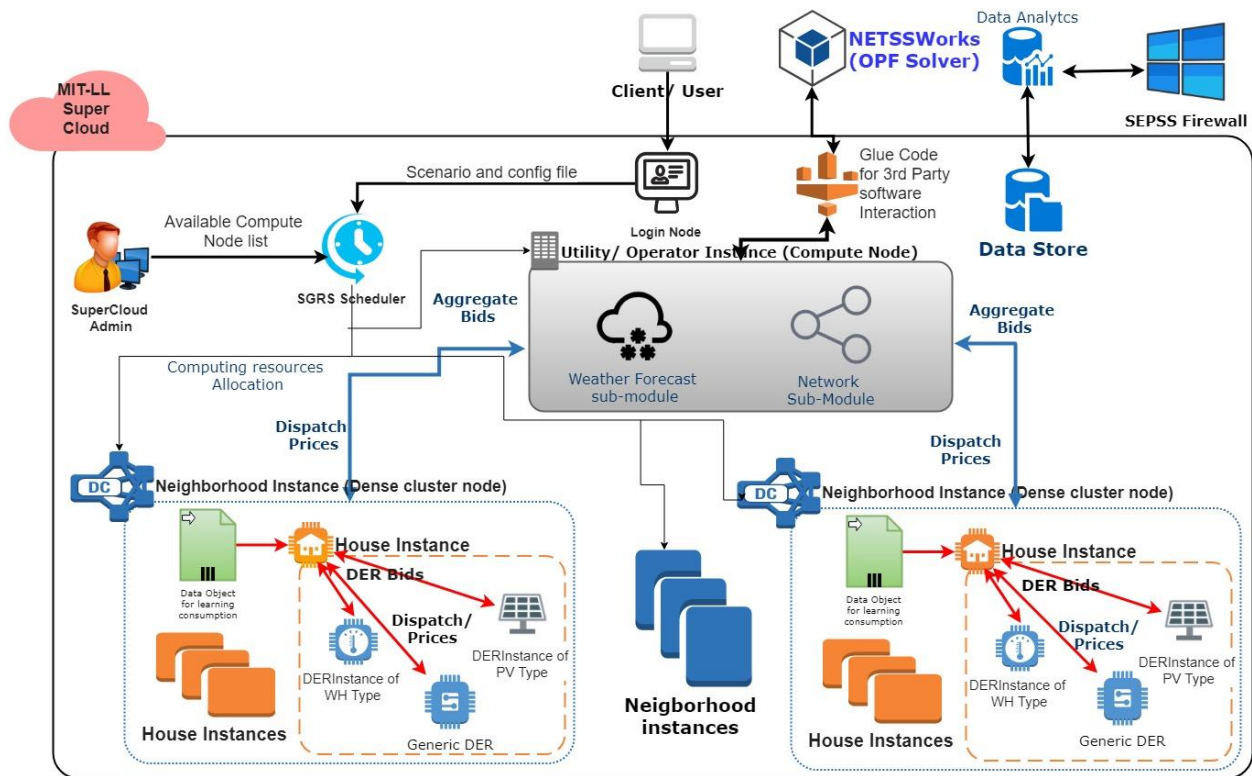 Data Analytcs
NETSSWorks
(OPF Solver)
MIT-LL
Super
Cloud
Client/ User
SEPSS Firewall
Scenario and config file
Glue Code
for 3rd Party
software
Interaction
Available Compute
Node list
Login Node
Data Store
Utility/ Operator Instance (Compute Node)
SuperCloud
Admin
SGRS Scheduler
Aggregate
Bids
Aggregate
Bids
Computing resources
Allocation
Weather Forecast
sub-module
Network
Sub-Module
Dispatch
Prices
Dispatch
Prices
DC
Neighborhood Instance (Dense cluster node)
DC
Neighborhood Instance (Dense cluster node)
House Instance
DER Bids
Data Object
for learning
consumption
Dispatch/
Prices
DERInstance of
PV Type
DERInstance of
WH Type
House Instances
Generic DER
Neigborhood
instances
House Instance
DER Bids
Data Object
for learning
consumption
Dispatch/
Prices
DERInstance of
PV Type
DERInstance of
WH Type
House Instances
Generic DER